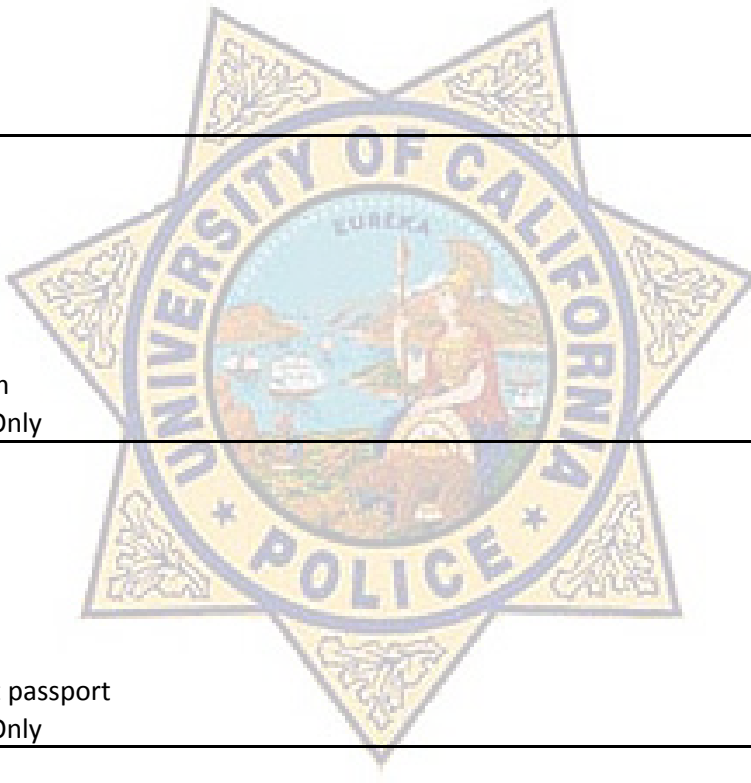 UNIVERSITY OF CALIFORNIA
EUREKA
Only
passport
Only
* POLICE *